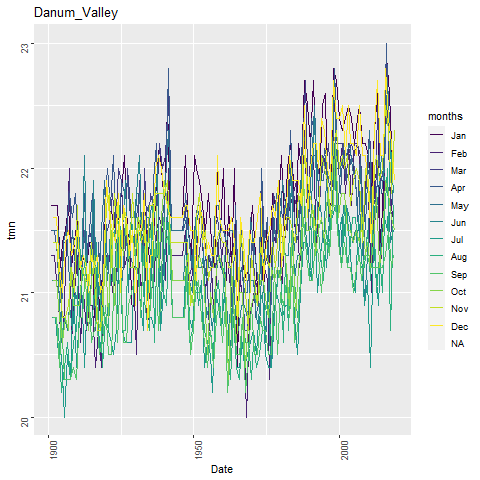 Danum_Valley
23
22
21
20
tmn
1900
1950
2000
Date
months
Jan
Feb
Mar
Apr
May
Jun
Jul
Aug
Sep
Oct
Nov
Dec
NA